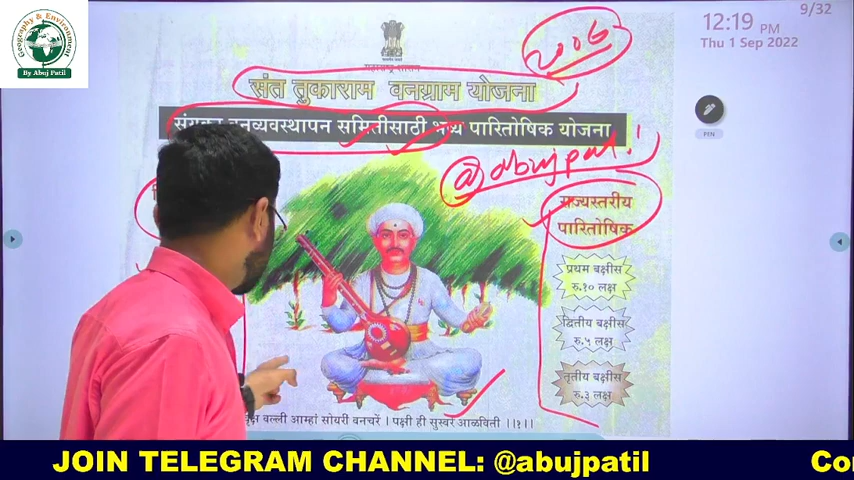 Geography & Environment
By Abuj Patil
9/32
12:19 PM
Thu 1 Sep 2022
PEN
2006
महाराष्ट्र शासन
संत तुकाराम वनग्राम योजना
संयुक्त वनव्यवस्थापन समितीसाठी भव्य पारितोषिक योजना
@abujpatil
राज्यस्तरीय
पारितोषिक
प्रथम बक्षीस
रु.१० लक्ष
द्वितीय बक्षीस
रु.५ लक्ष
तृतीय बक्षीस
रु.३ लक्ष
वृक्ष वल्ली आम्हां सोयरी वनचरें । पक्षी ही सुस्वरें आळविती ।।१।।
JOIN TELEGRAM CHANNEL: @abujpatil